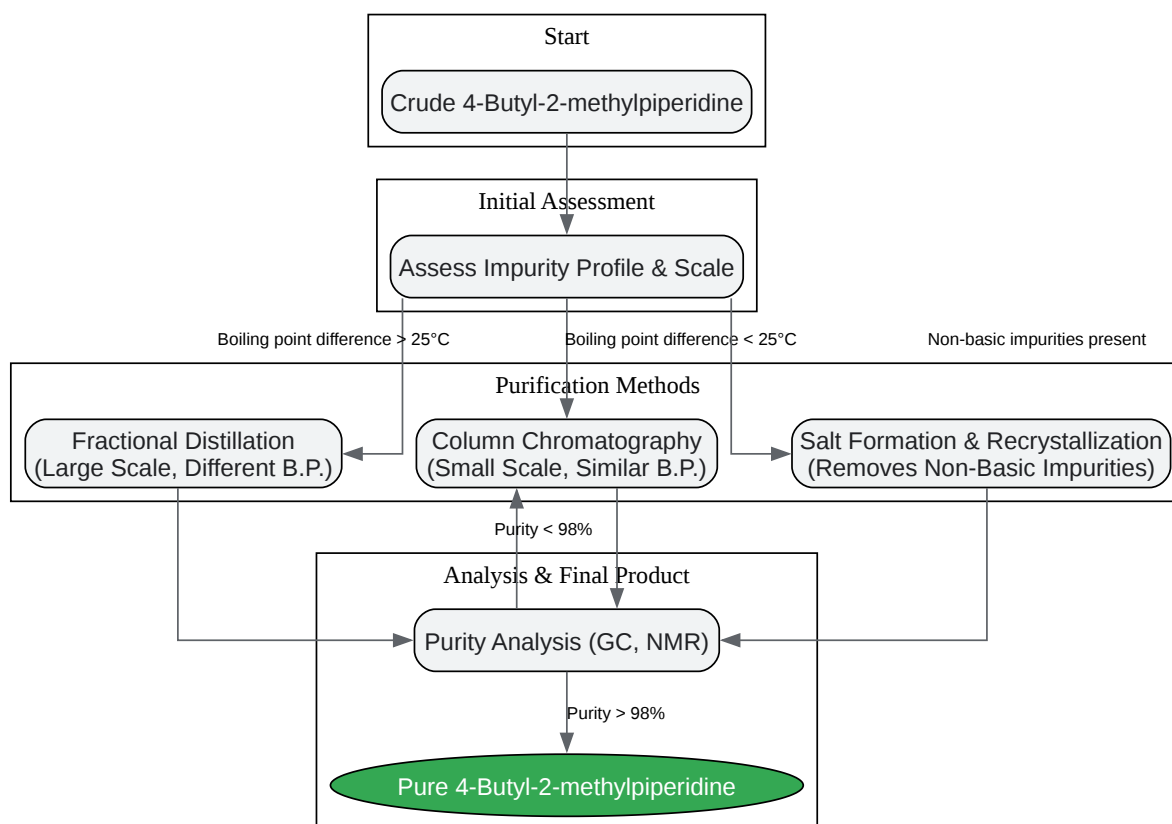 Start
Crude 4-Butyl-2-methylpiperidine
Initial Assessment
Assess Impurity Profile & Scale
Boiling point difference > 25°C
Boiling point difference < 25°C
Non-basic impurities present
Purification Methods
Fractional Distillation
(Large Scale, Different B.P.)
Column Chromatography
(Small Scale, Similar B.P.)
Salt Formation & Recrystallization
(Removes Non-Basic Impurities)
Purity < 98%
Analysis & Final Product
Purity Analysis (GC, NMR)
Purity > 98%
Pure 4-Butyl-2-methylpiperidine